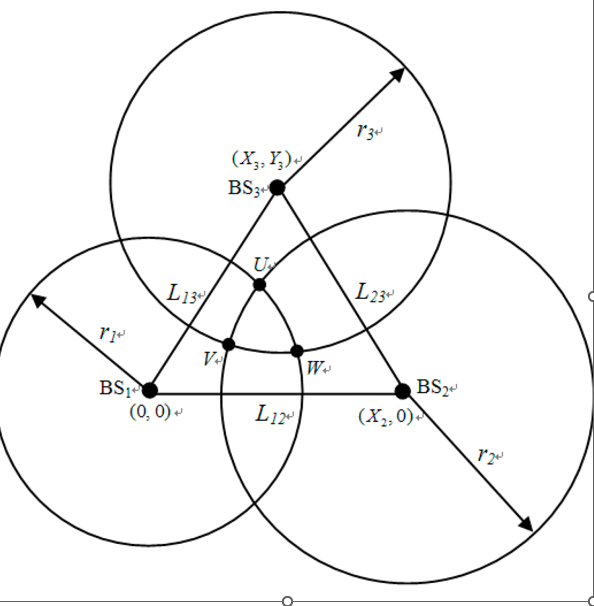 r3
(X3, Y3)
BS3
U
L13
L23
r1
V
W
BS1
BS2
(0, 0)
L12
(X2, 0)
r2